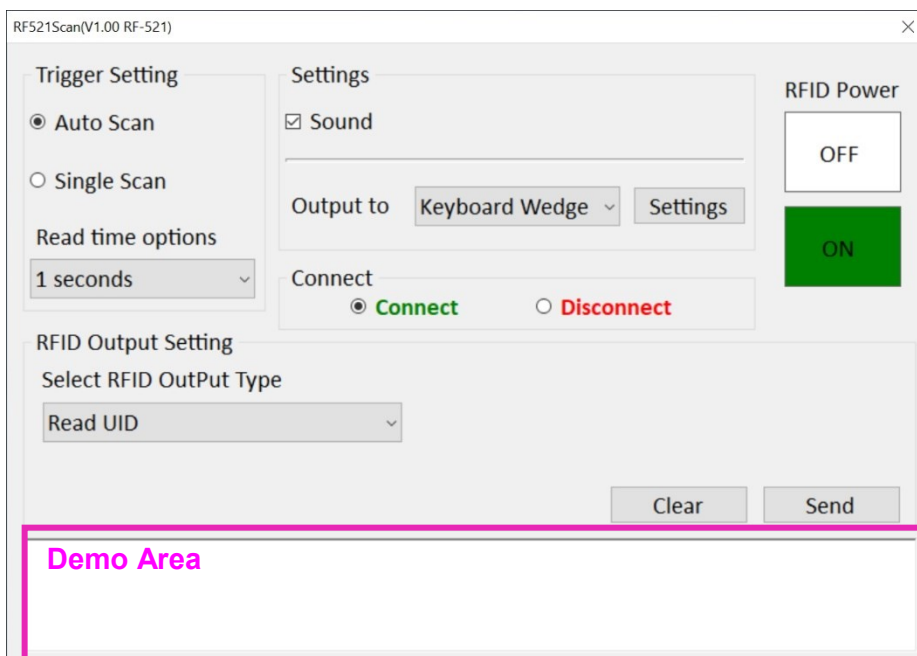 RF521Scan(V1.00 RF-521)
Trigger Setting
Auto Scan
Single Scan
Read time options
1 seconds
Settings
Sound
Output to Keyboard Wedge Settings
Connect
Connect Disconnect
RFID Power
OFF
ON
RFID Output Setting
Select RFID OutPut Type
Read UID
Clear Send
Demo Area